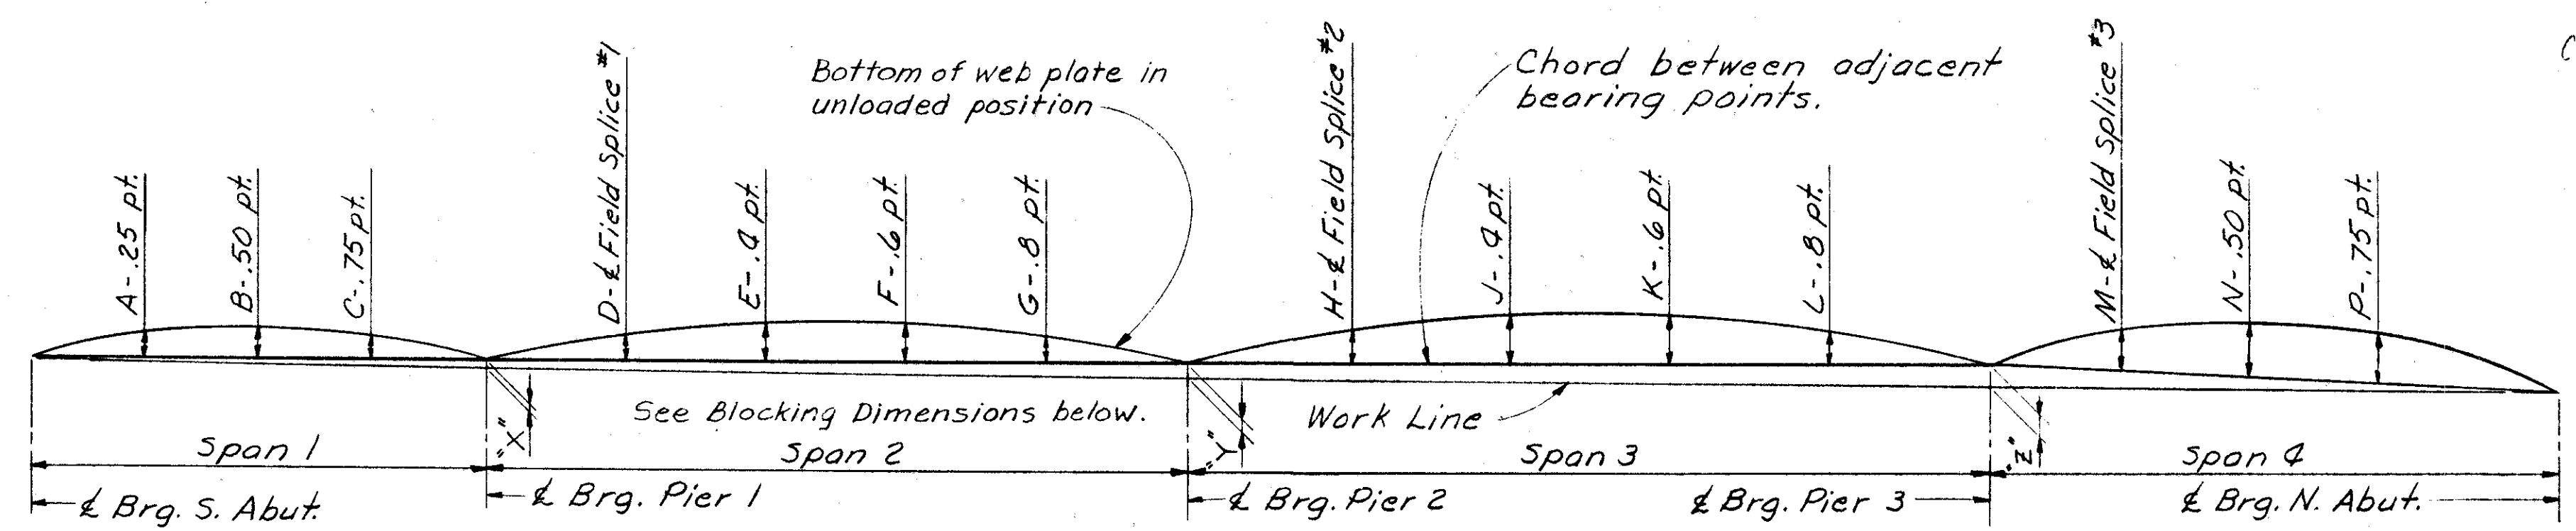 Bottom of web plate in
unloaded position
Chord between adjacent
bearing points.
A-.25 pt.
B-.50 pt.
C-.75 pt.
D-℄ Field Splice #1
E-.4 pt.
F-.6 pt.
G-.8 pt.
H-℄ Field Splice #2
J-.4 pt.
K-.6 pt.
L-.8 pt.
M-℄ Field Splice #3
N-.50 pt.
P-.75 pt.
See Blocking Dimensions below.
Work Line
"X"
"Y"
"Z"
Span 1
Span 2
Span 3
Span 4
℄ Brg. S. Abut.
℄ Brg. Pier 1
℄ Brg. Pier 2
℄ Brg. Pier 3
℄ Brg. N. Abut.